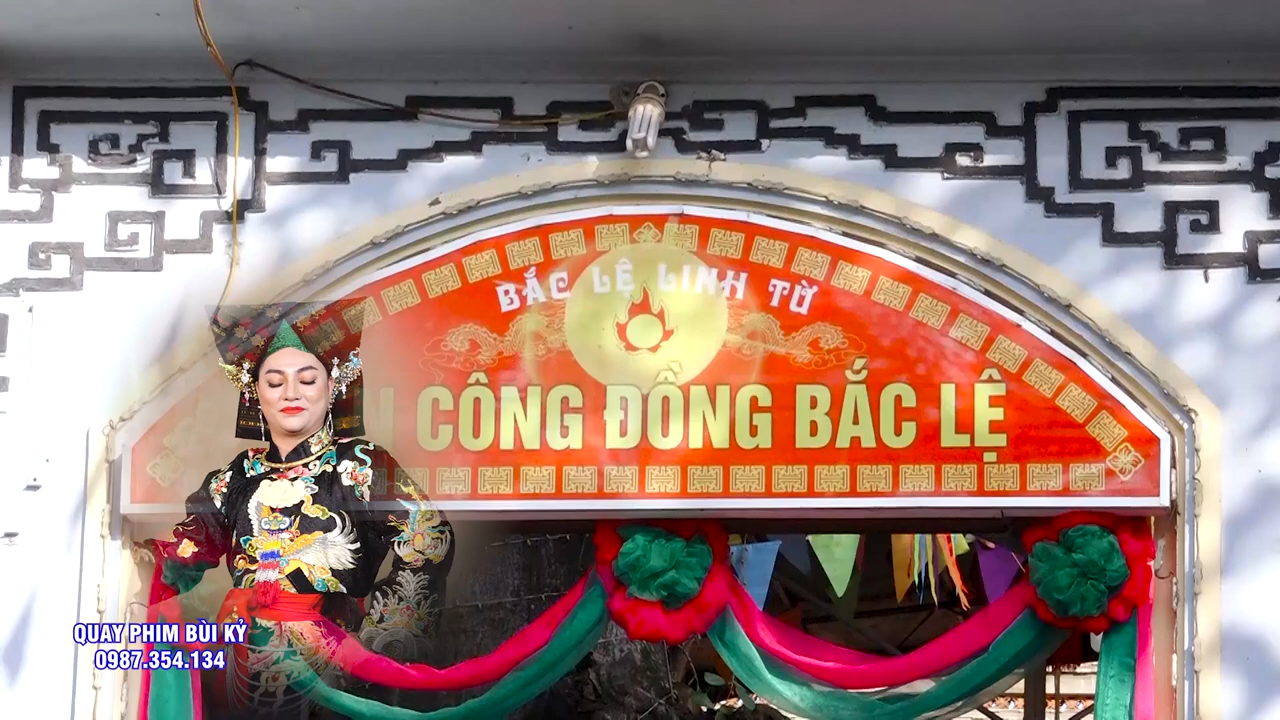 BẮC LỆ LINH TỪ
CÔNG ĐỒNG BẮC LỆ
QUAY PHIM BÙI KỶ
0987.354.134